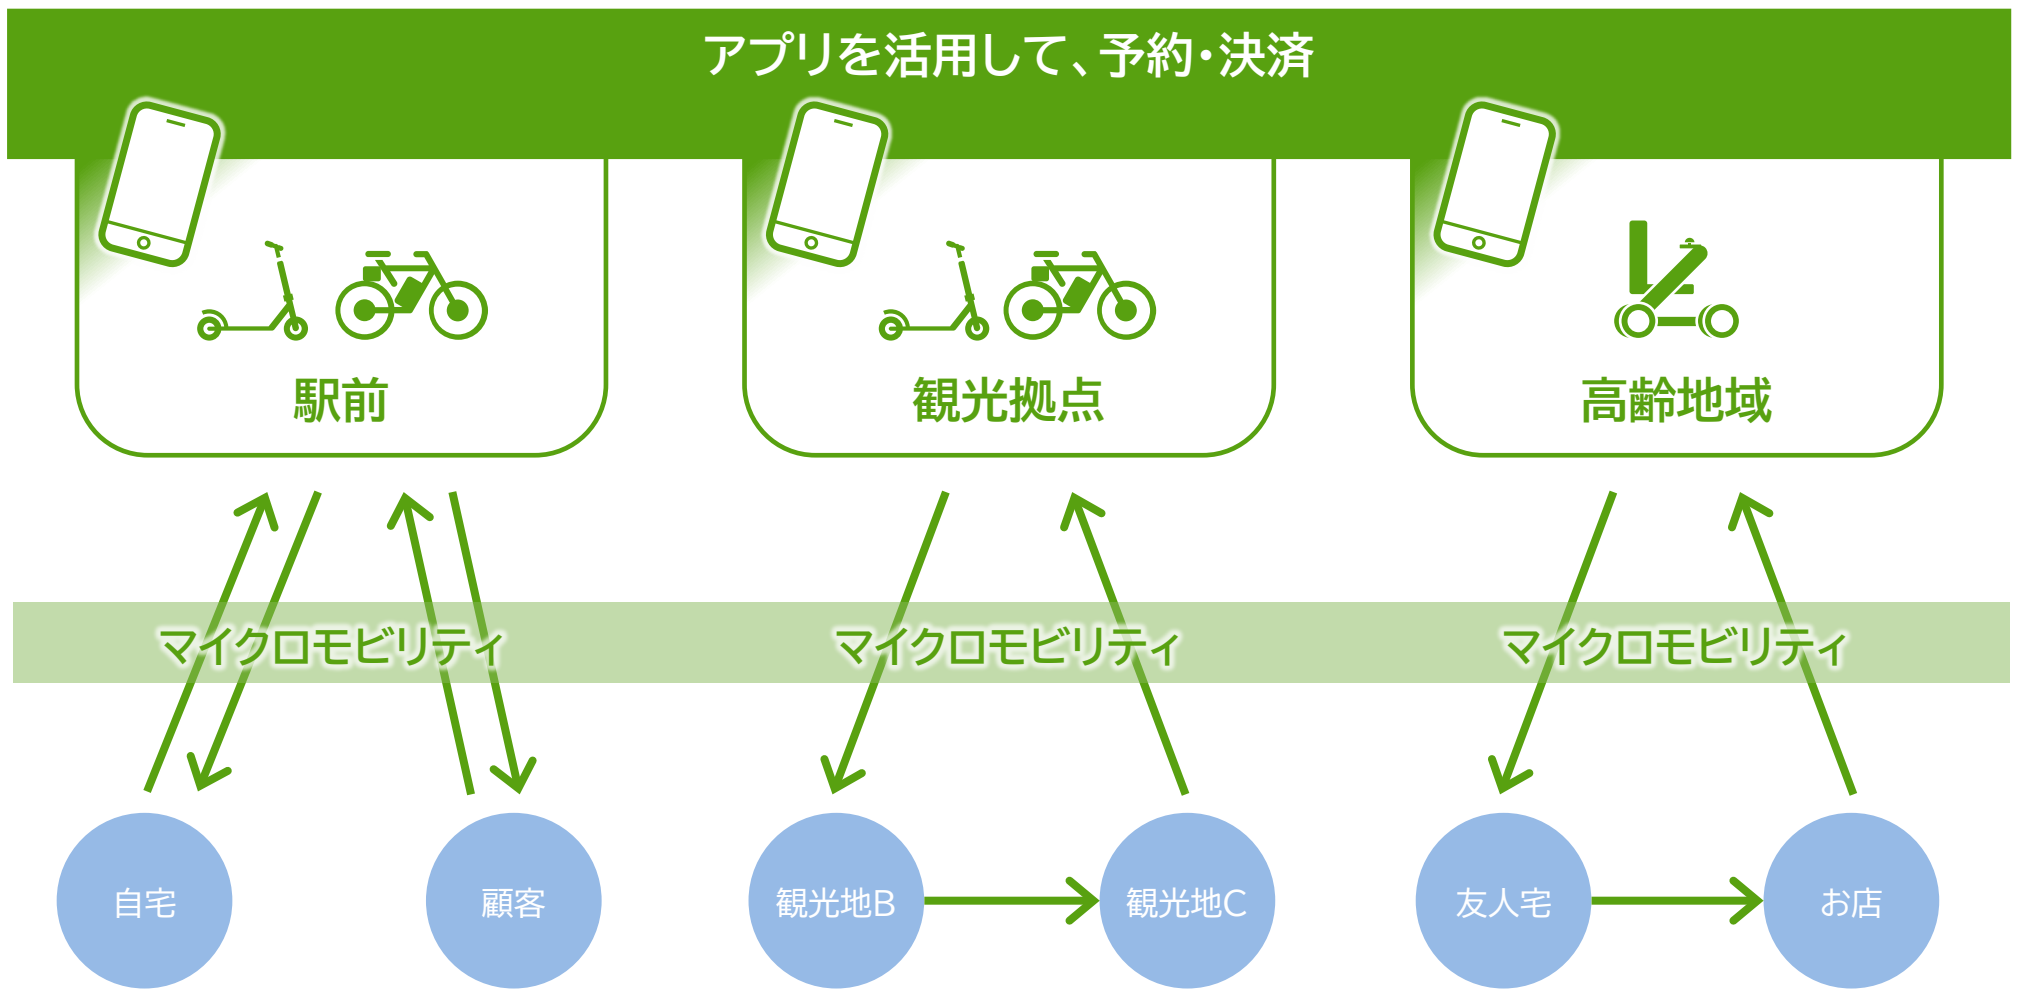 アプリを活用して、予約・決済
駅前
観光拠点
高齢地域
マイクロモビリティ
マイクロモビリティ
マイクロモビリティ
自宅
顧客
観光地B
観光地C
友人宅
お店